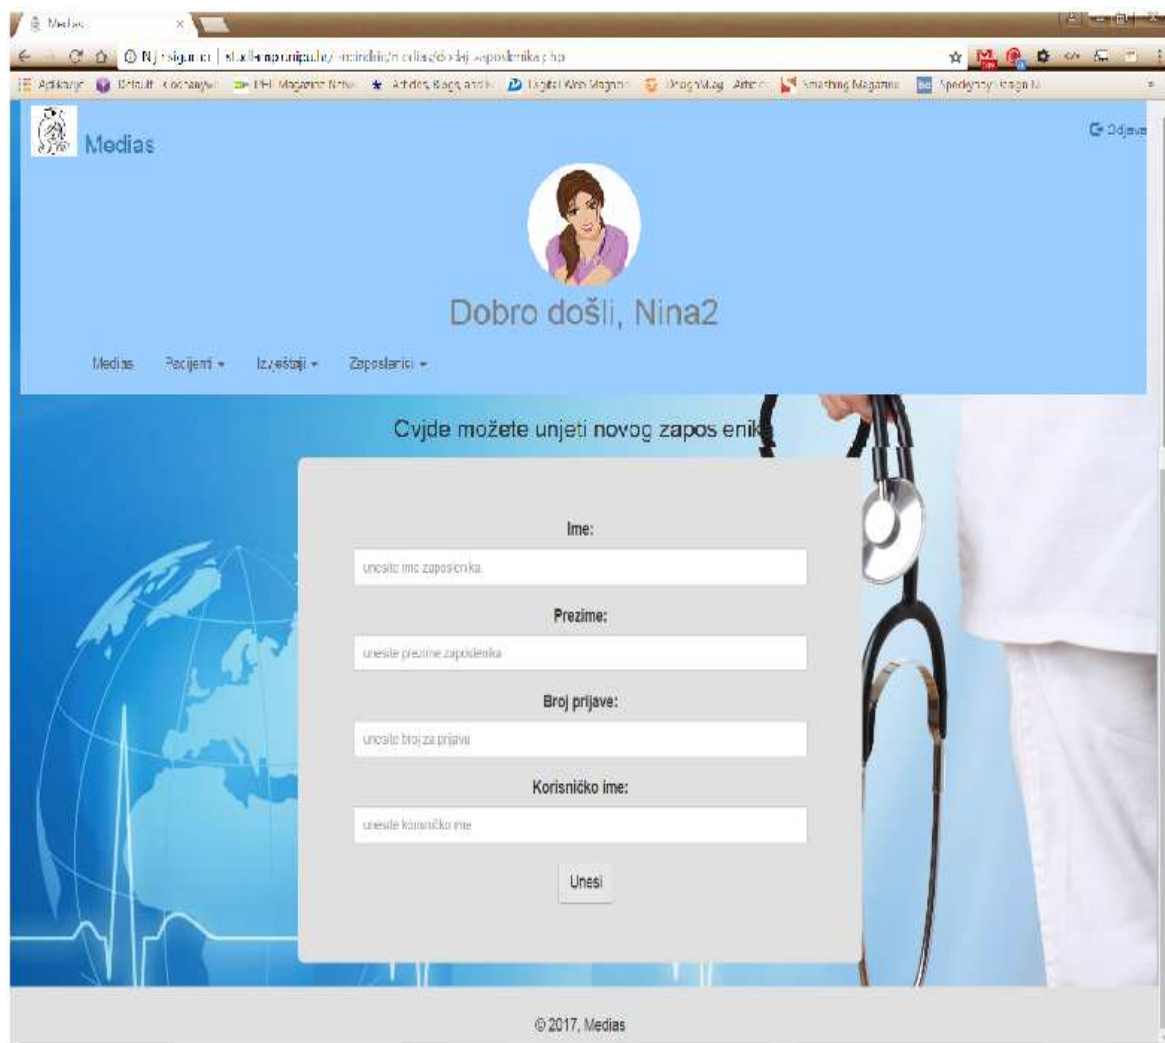 Medias
Medias
Odjava
Dobro došli, Nina2
Medias Pacijenti Izvještaji Zaposlenici
Ovdje možete unjeti novog zaposlenika
Ime:
unesite ime zaposlenika
Prezime:
unesite prezime zaposlenika
Broj prijave:
unesite broj za prijavu
Korisničko ime:
unesite korisničko ime
Unesi
© 2017, Medias